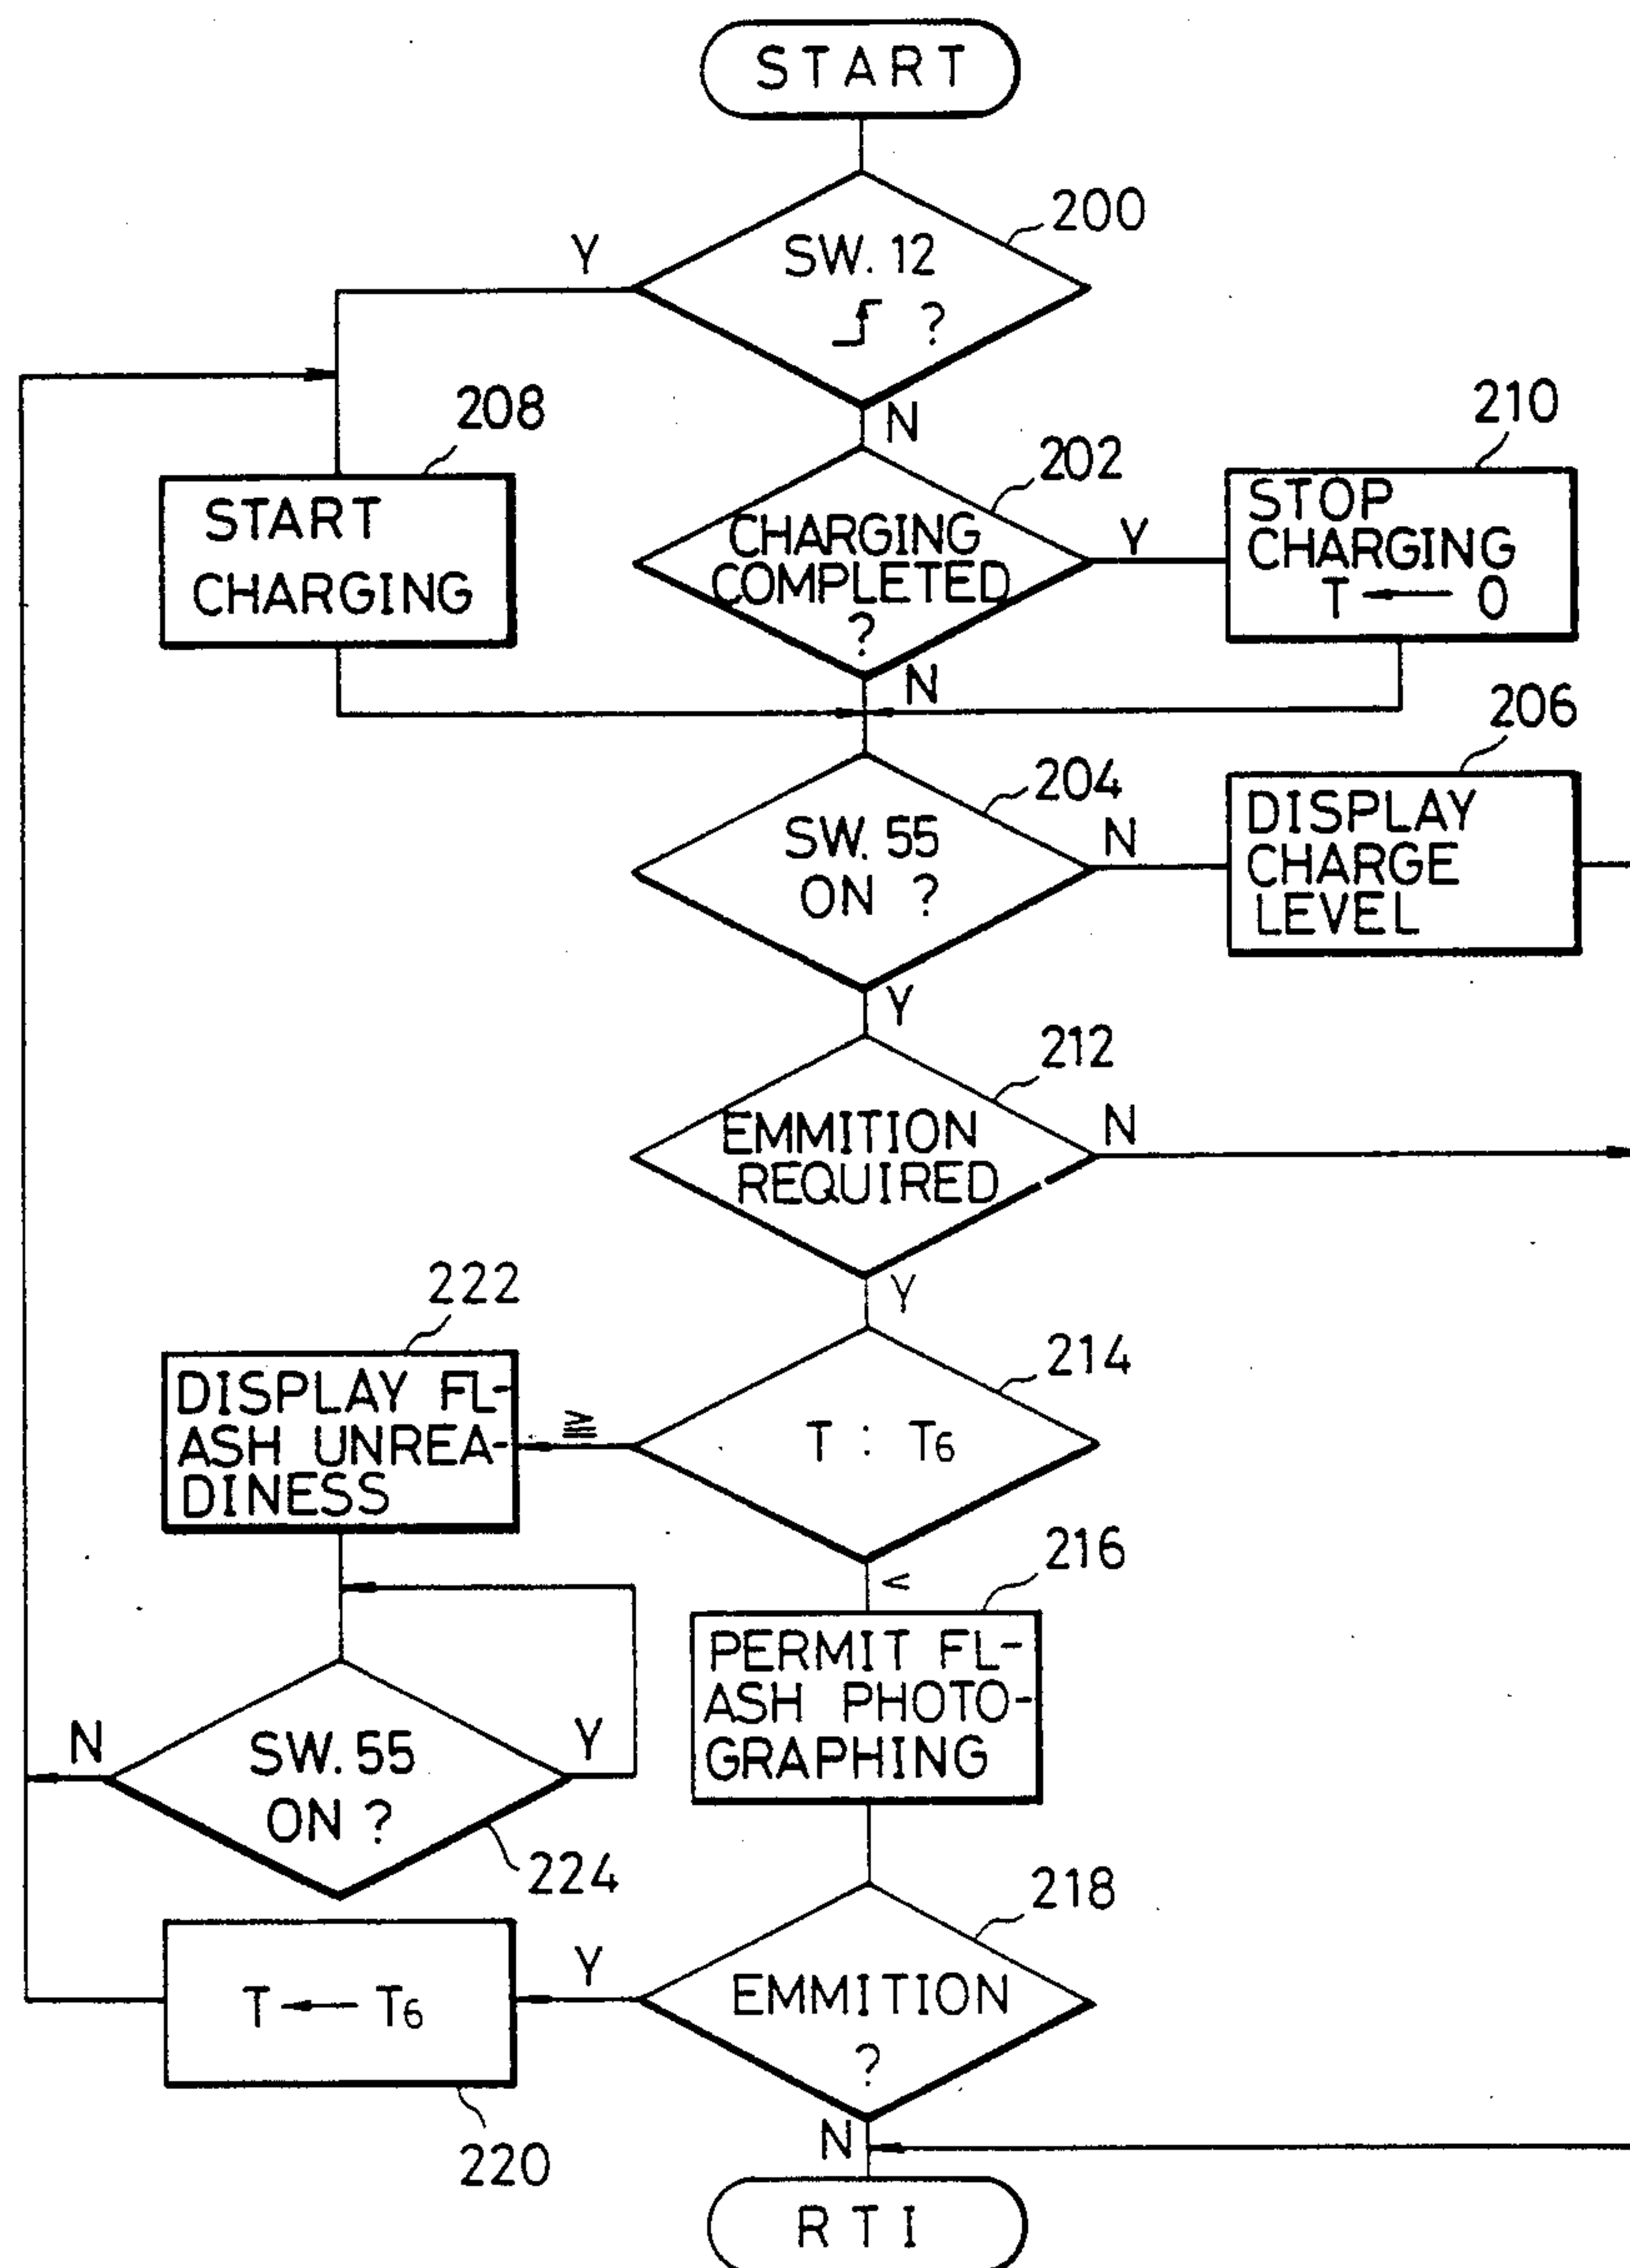 START
200
SW. 12
Y
?
N
208
START
CHARGING
202
CHARGING
COMPLETED
?
Y
N
210
STOP
CHARGING
T ← 0
204
SW. 55
ON ?
N
Y
206
DISPLAY
CHARGE
LEVEL
212
EMMITION
REQUIRED
N
Y
214
T : T6
≧
<
222
DISPLAY FL-
ASH UNREA-
DINESS
216
PERMIT FL-
ASH PHOTO-
GRAPHING
N
SW. 55
ON ?
Y
224
218
EMMITION
?
Y
N
T ← T6
220
RTI